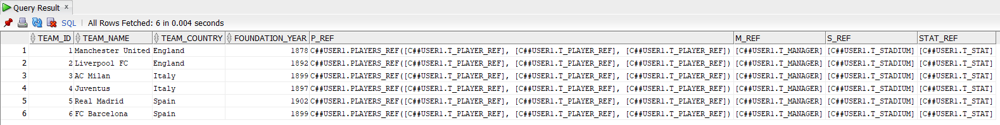 Query Result x
SQL | All Rows Fetched: 6 in 0.004 seconds
TEAM_ID TEAM_NAME TEAM_COUNTRY FOUNDATION_YEAR P_REF M_REF S_REF STAT_REF
1 1 Manchester United England 1878 C##USER1.PLAYERS_REF([C##USER1.T_PLAYER_REF], [C##USER1.T_PLAYER_REF], [C##USER1.T_PLAYER_REF]) [C##USER1.T_MANAGER] [C##USER1.T_STADIUM] [C##USER1.T_STAT]
2 2 Liverpool FC England 1892 C##USER1.PLAYERS_REF([C##USER1.T_PLAYER_REF], [C##USER1.T_PLAYER_REF], [C##USER1.T_PLAYER_REF]) [C##USER1.T_MANAGER] [C##USER1.T_STADIUM] [C##USER1.T_STAT]
3 3 AC Milan Italy 1899 C##USER1.PLAYERS_REF([C##USER1.T_PLAYER_REF], [C##USER1.T_PLAYER_REF], [C##USER1.T_PLAYER_REF]) [C##USER1.T_MANAGER] [C##USER1.T_STADIUM] [C##USER1.T_STAT]
4 4 Juventus Italy 1897 C##USER1.PLAYERS_REF([C##USER1.T_PLAYER_REF], [C##USER1.T_PLAYER_REF], [C##USER1.T_PLAYER_REF]) [C##USER1.T_MANAGER] [C##USER1.T_STADIUM] [C##USER1.T_STAT]
5 5 Real Madrid Spain 1902 C##USER1.PLAYERS_REF([C##USER1.T_PLAYER_REF], [C##USER1.T_PLAYER_REF], [C##USER1.T_PLAYER_REF]) [C##USER1.T_MANAGER] [C##USER1.T_STADIUM] [C##USER1.T_STAT]
6 6 FC Barcelona Spain 1899 C##USER1.PLAYERS_REF([C##USER1.T_PLAYER_REF], [C##USER1.T_PLAYER_REF], [C##USER1.T_PLAYER_REF]) [C##USER1.T_MANAGER] [C##USER1.T_STADIUM] [C##USER1.T_STAT]